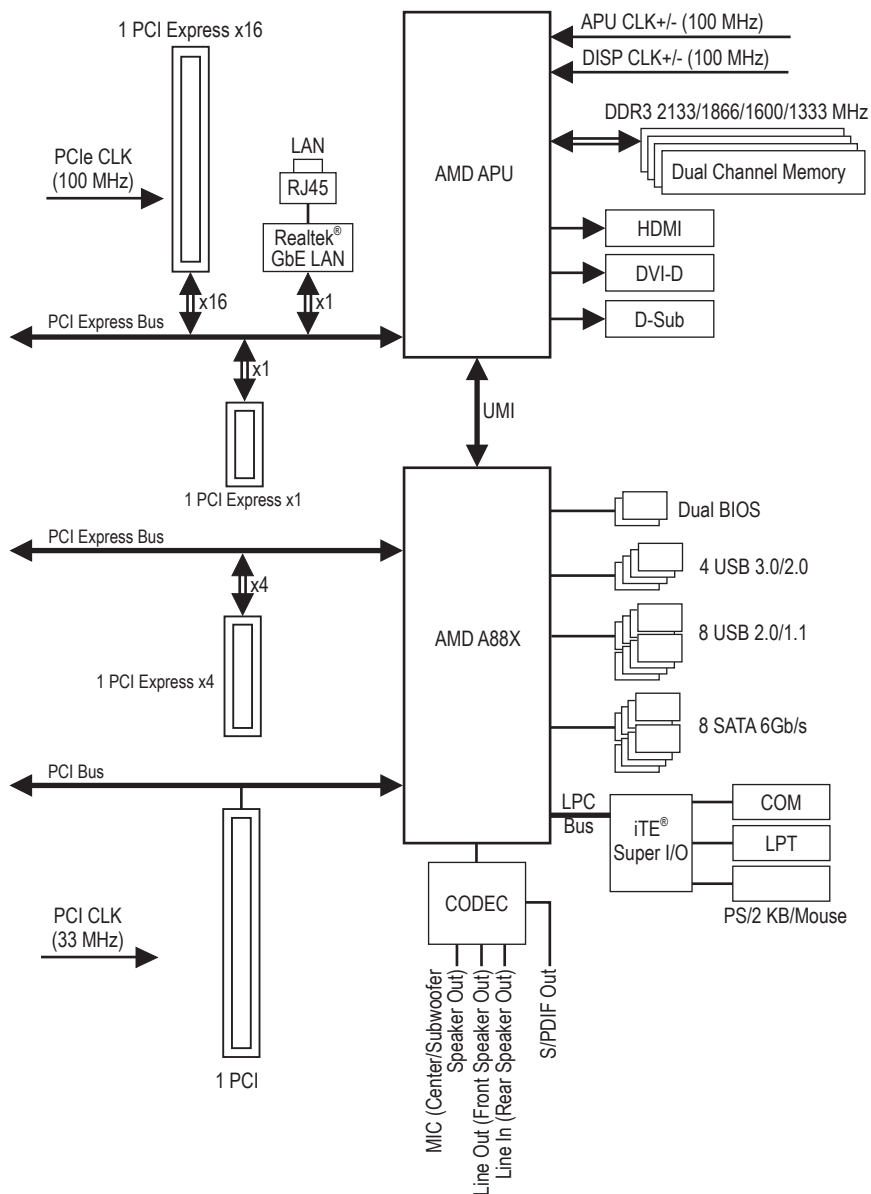 1 PCI Express x16
APU CLK+/- (100 MHz)
DISP CLK+/- (100 MHz)
DDR3 2133/1866/1600/1333 MHz
Dual Channel Memory
PCIe CLK
(100 MHz)
LAN
RJ45
Realtek®
GbE LAN
AMD APU
HDMI
DVI-D
D-Sub
x16
x1
PCI Express Bus
x1
UMI
1 PCI Express x1
PCI Express Bus
x4
1 PCI Express x4
AMD A88X
Dual BIOS
4 USB 3.0/2.0
8 USB 2.0/1.1
8 SATA 6Gb/s
PCI Bus
LPC
Bus
iTE®
Super I/O
COM
LPT
PS/2 KB/Mouse
CODEC
PCI CLK
(33 MHz)
1 PCI
MIC (Center/Subwoofer
Speaker Out)
Line Out (Front Speaker Out)
Line In (Rear Speaker Out)
S/PDIF Out